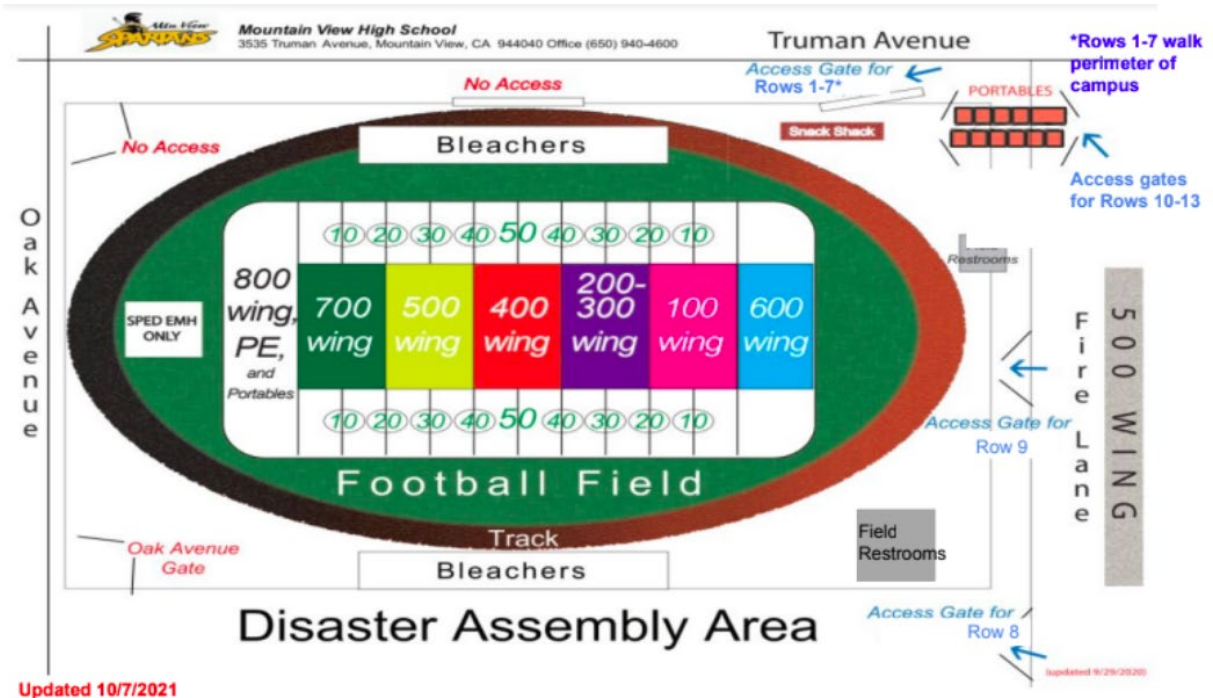 Mtn View
SPARTANS
Mountain View High School
3535 Truman Avenue, Mountain View, CA  944040 Office (650) 940-4600
Truman Avenue
*Rows 1-7 walk
perimeter of
campus
Access Gate for
Rows 1-7*
No Access
PORTABLES
Snack Shack
Bleachers
No Access
Access gates
for Rows 10-13
Oak Avenue
10 20 30 40 50 40 30 20 10
Restrooms
800
wing,
PE,
and
Portables
SPED EMH
ONLY
700
wing
500
wing
400
wing
200-
300
wing
100
wing
600
wing
Fire Lane
500 WING
10 20 30 40 50 40 30 20 10
Access Gate for
Row 9
Football Field
Track
Field
Restrooms
Oak Avenue
Gate
Bleachers
Disaster Assembly Area
Access Gate for
Row 8
(updated 9/29/2020)
Updated 10/7/2021